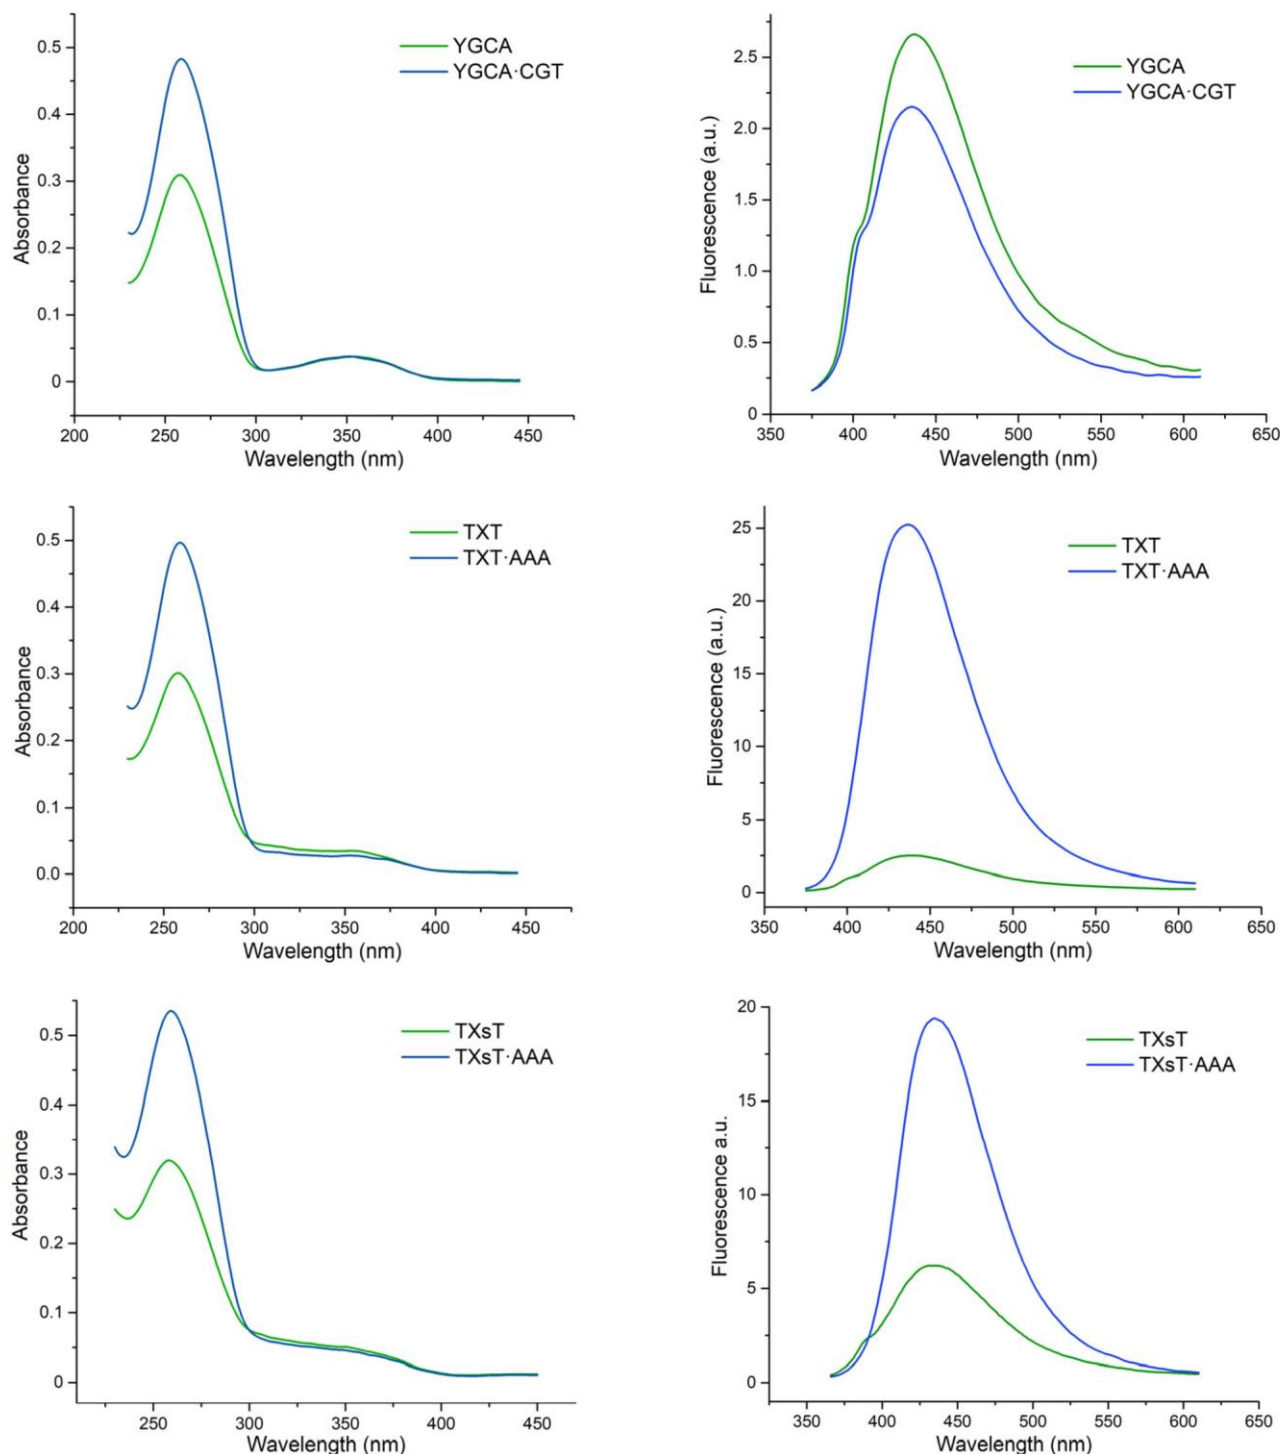 YGCA
YGCA·CGT
0.5
0.4
0.3
0.2
0.1
0
200 250 300 350 400 450
Wavelength (nm)
Absorbance
YGCA
YGCA·CGT
2.5
2.0
1.5
1.0
0.5
0
350 400 450 500 550 600 650
Wavelength (nm)
Fluorescence (a.u.)
TXT
TXT·AAA
0.5
0.4
0.3
0.2
0.1
0.0
200 250 300 350 400 450
Wavelength (nm)
Absorbance
TXT
TXT·AAA
25
20
15
10
5
0
350 400 450 500 550 600 650
Wavelength (nm)
Fluorescence (a.u.)
TXsT
TXsT·AAA
0.5
0.4
0.3
0.2
0.1
0
250 300 350 400 450
Wavelength (nm)
Absorbance
TXsT
TXsT·AAA
20
15
10
5
0
350 400 450 500 550 600 650
Wavelength (nm)
Fluorescence a.u.